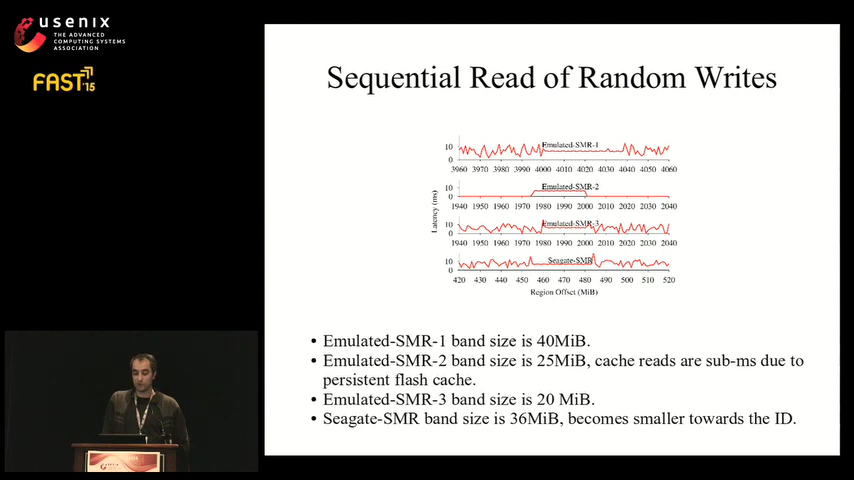 usenix
THE ADVANCED
COMPUTING SYSTEMS
ASSOCIATION
FAST '15
Sequential Read of Random Writes
Emulated-SMR-1
10
0
3960 3970 3980 3990 4000 4010 4020 4030 4040 4050 4060
Emulated-SMR-2
10
0
1940 1950 1960 1970 1980 1990 2000 2010 2020 2030 2040
Emulated-SMR-3
10
0
1940 1950 1960 1970 1980 1990 2000 2010 2020 2030 2040
Seagate-SMR
10
0
420 430 440 450 460 470 480 490 500 510 520
Latency (ms)
Region Offset (MiB)
• Emulated-SMR-1 band size is 40MiB.
• Emulated-SMR-2 band size is 25MiB, cache reads are sub-ms due to
persistent flash cache.
• Emulated-SMR-3 band size is 20 MiB.
• Seagate-SMR band size is 36MiB, becomes smaller towards the ID.